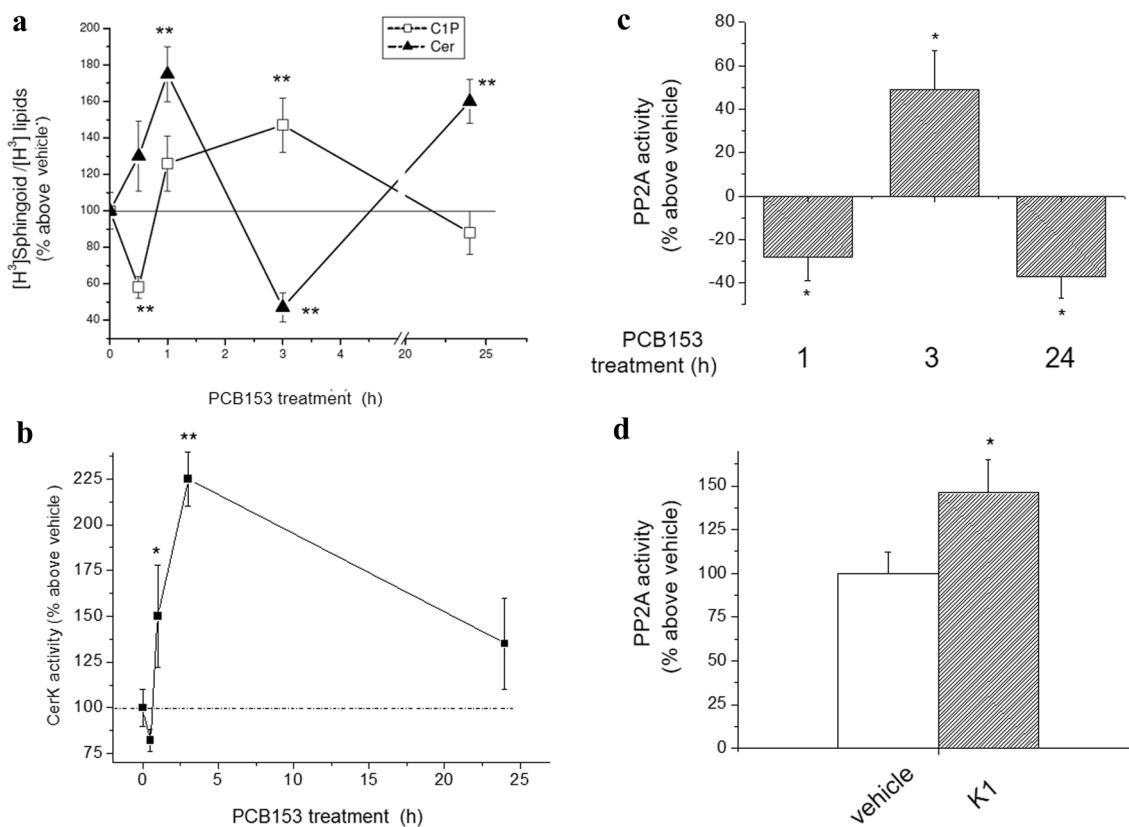 a
[H³]Sphingoid /[H³] lipids
(% above vehicle)
200
180
160
140
120
100
80
60
40
0
1
3
4
20
25
**
**
**
**
**
C1P
Cer
PCB153 treatment (h)
b
CerK activity (% above vehicle )
225
200
175
150
125
100
75
0
5
10
15
20
25
*
**
PCB153 treatment (h)
c
PP2A activity
(% above vehicle)
80
60
40
20
0
-20
-40
*
*
*
PCB153
treatment (h)
1
3
24
d
PP2A activity
(% above vehicle)
150
125
100
75
50
25
0
*
vehicle
K1